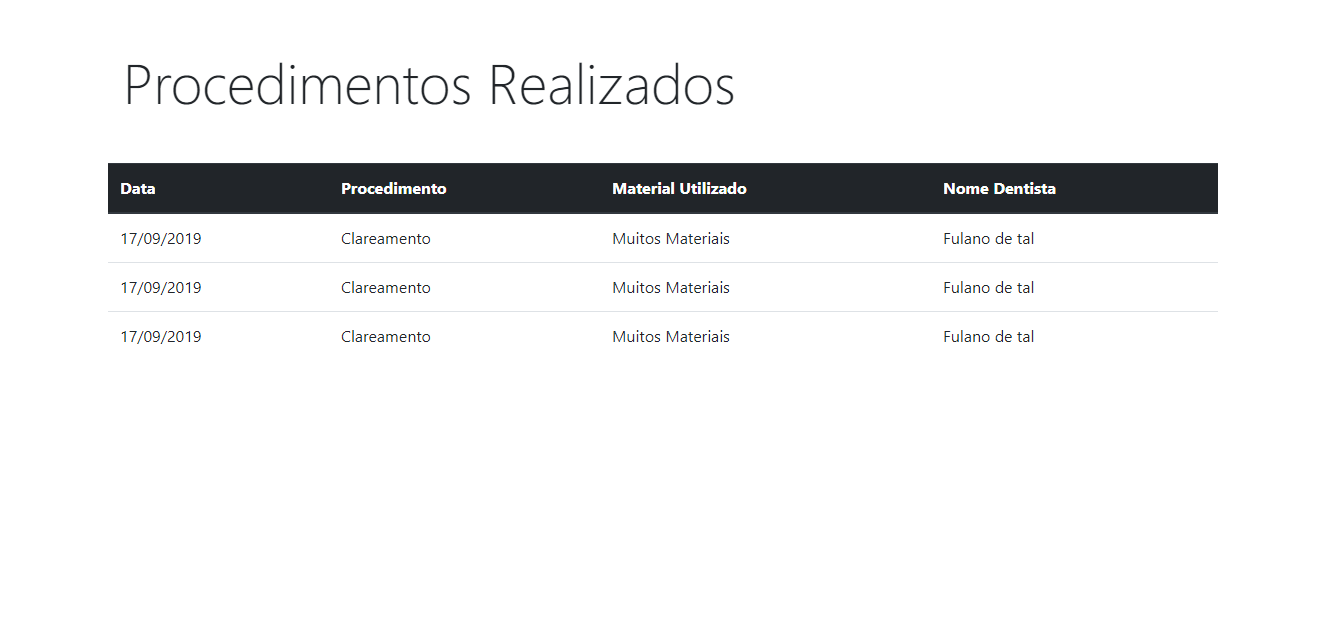 Procedimentos Realizados
Data Procedimento Material Utilizado Nome Dentista
17/09/2019 Clareamento Muitos Materiais Fulano de tal
17/09/2019 Clareamento Muitos Materiais Fulano de tal
17/09/2019 Clareamento Muitos Materiais Fulano de tal